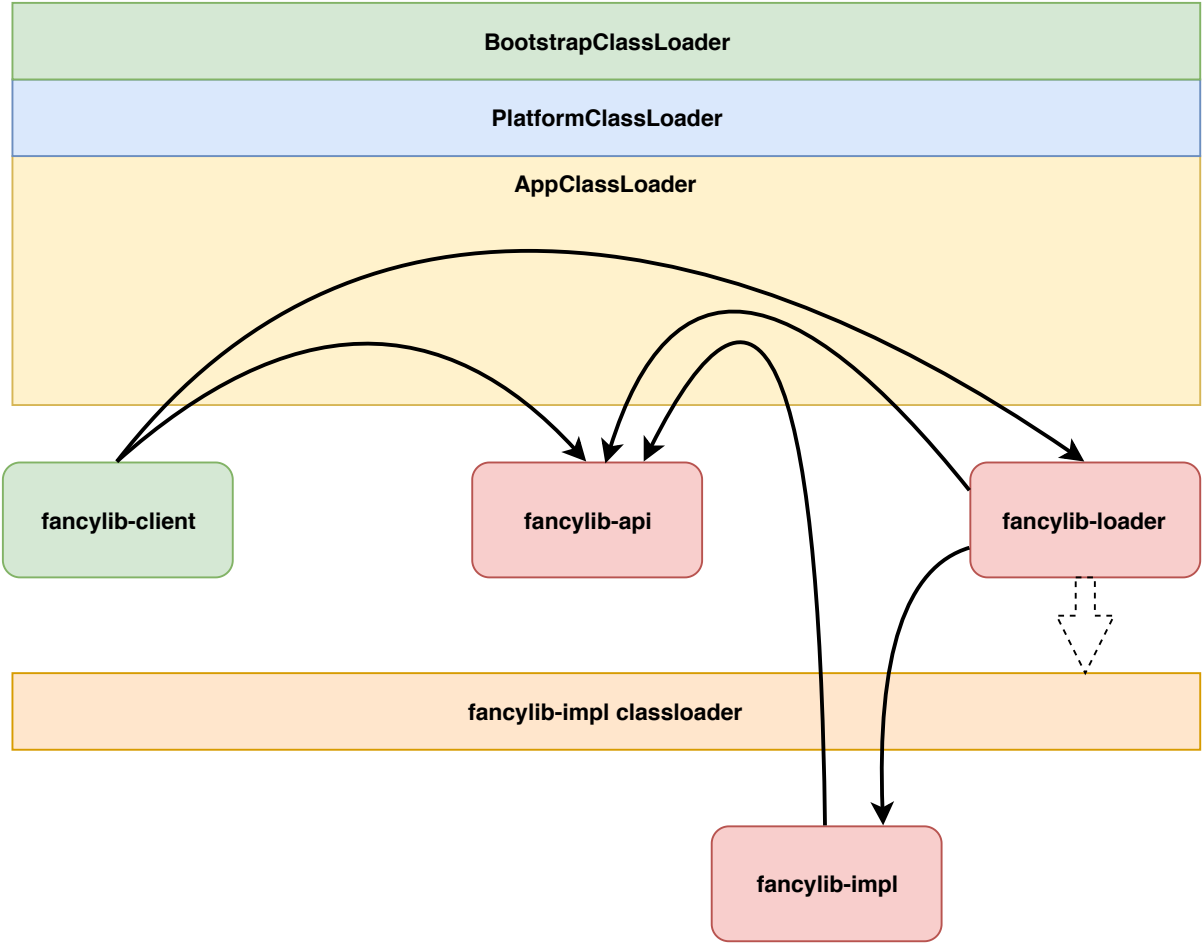 BootstrapClassLoader
PlatformClassLoader
AppClassLoader
fancylib-client
fancylib-api
fancylib-loader
fancylib-impl classloader
fancylib-impl